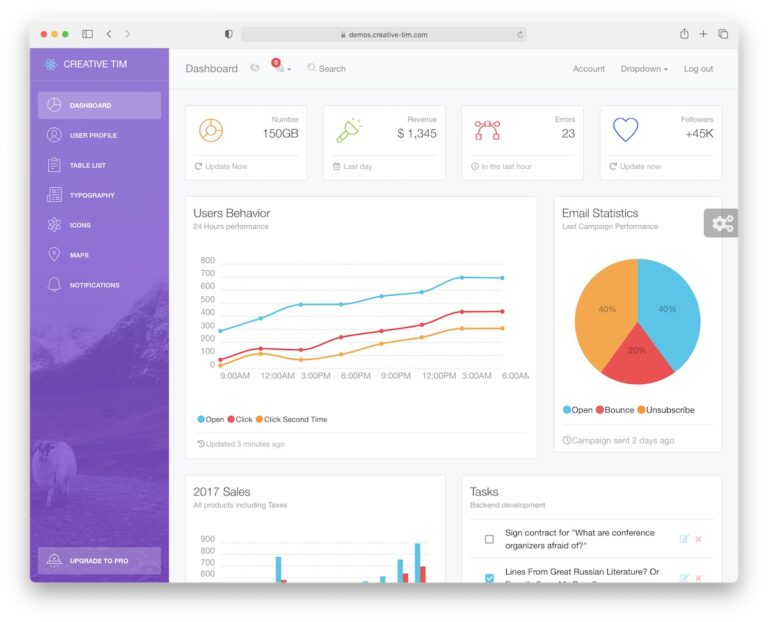 demos.creative-tim.com
CREATIVE TIM
DASHBOARD
USER PROFILE
TABLE LIST
TYPOGRAPHY
ICONS
MAPS
NOTIFICATIONS
UPGRADE TO PRO
Dashboard
5
Search
Account
Dropdown
Log out
Number
150GB
Update Now
Revenue
$ 1,345
Last day
Errors
23
In the last hour
Followers
+45K
Update now
Users Behavior
24 Hours performance
800
700
600
500
400
300
200
100
0
9:00AM 12:00AM 3:00PM 6:00PM 9:00PM 12:00PM 3:00AM 6:00AM
Open Click Click Second Time
Updated 3 minutes ago
Email Statistics
Last Campaign Performance
40% 40%
20%
Open Bounce Unsubscribe
Campaign sent 2 days ago
2017 Sales
All products including Taxes
900
800
700
600
Tasks
Backend development
Sign contract for "What are conference
organizers afraid of?"
Lines From Great Russian Literature? Or